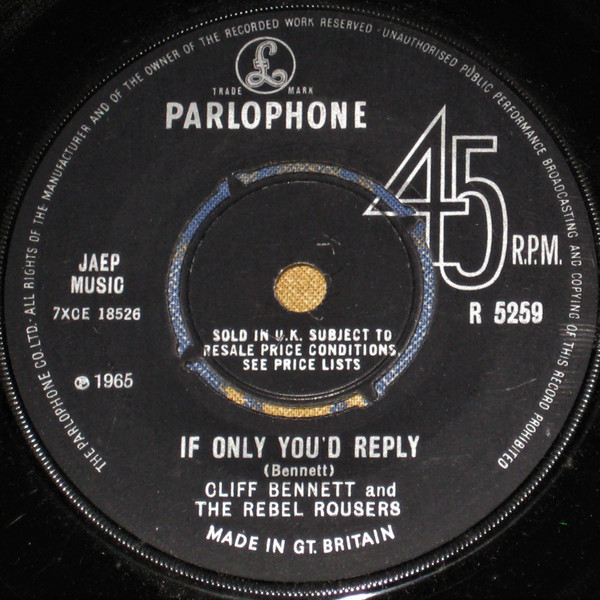 THE PARLOPHONE CO.LTD. ALL RIGHTS OF THE MANUFACTURER AND OF THE OWNER OF THE RECORDED WORK RESERVED · UNAUTHORISED PUBLIC PERFORMANCE BROADCASTING AND COPYING OF THIS RECORD PROHIBITED
£
TRADE MARK
PARLOPHONE
45
R.P.M.
JAEP
MUSIC
7XCE 18526
R 5259
SOLD IN U.K. SUBJECT TO
RESALE PRICE CONDITIONS,
SEE PRICE LISTS
℗ 1965
IF ONLY YOU'D REPLY
(Bennett)
CLIFF BENNETT and
THE REBEL ROUSERS
MADE IN GT. BRITAIN